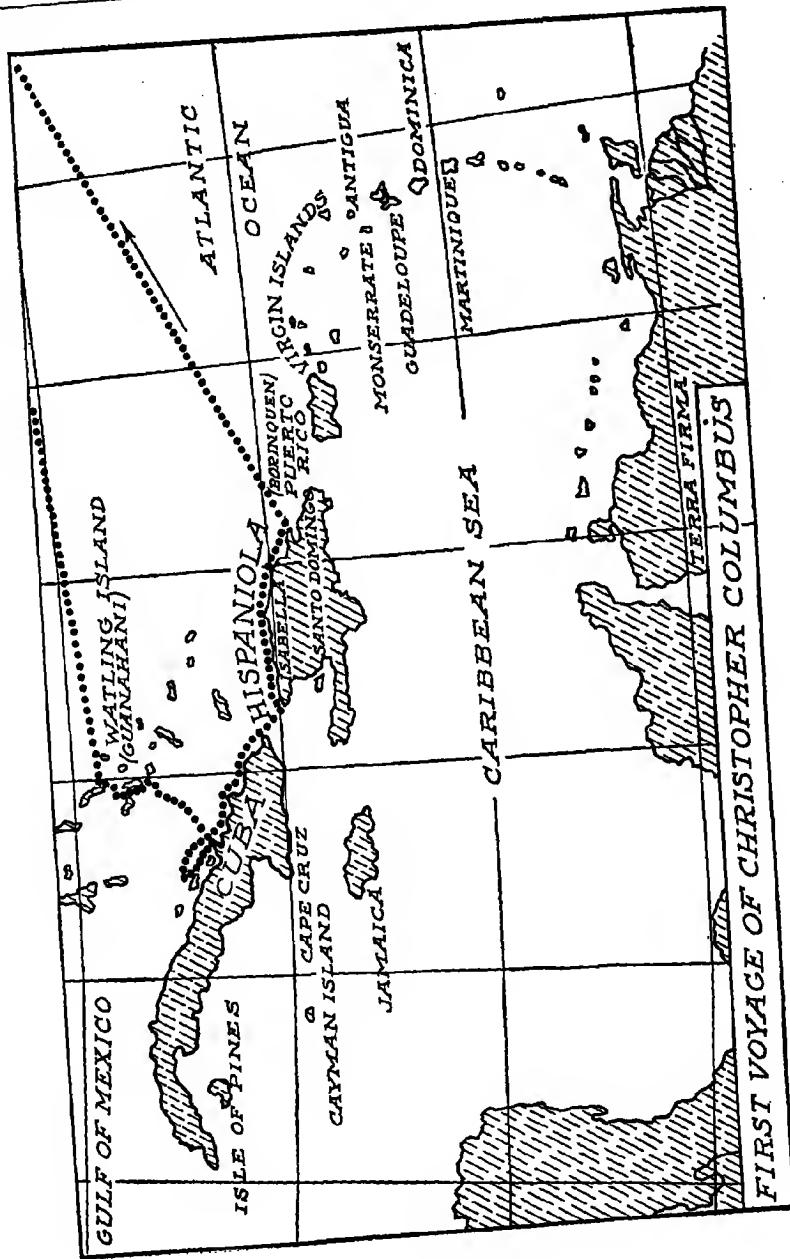 GULF OF MEXICO
ATLANTIC
OCEAN
WATLING ISLAND
(GUANAHANI)
CUBA
ISLE OF PINES
CAPE CRUZ
CAYMAN ISLAND
JAMAICA
HISPANIOLA
ISABELLA
SANTO DOMINGO
(BORINQUEN)
PUERTO
RICO
VIRGIN ISLANDS
ANTIGUA
MONSERRATE
GUADELOUPE
DOMINICA
MARTINIQUE
CARIBBEAN SEA
TERRA FIRMA
FIRST VOYAGE OF CHRISTOPHER COLUMBUS